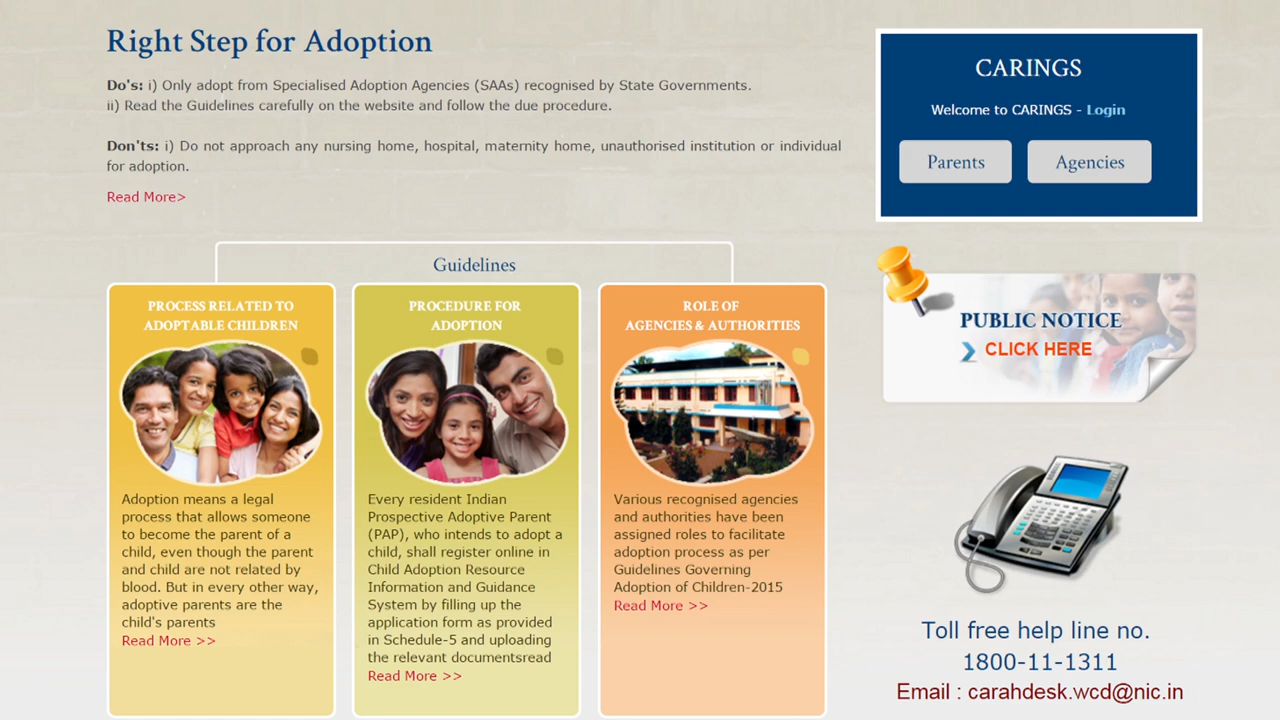 Right Step for Adoption
Do's: i) Only adopt from Specialised Adoption Agencies (SAAs) recognised by State Governments.
ii) Read the Guidelines carefully on the website and follow the due procedure.
Don'ts: i) Do not approach any nursing home, hospital, maternity home, unauthorised institution or individual
for adoption.
Read More>
CARINGS
Welcome to CARINGS - Login
Parents
Agencies
Guidelines
PROCESS RELATED TO
ADOPTABLE CHILDREN
Adoption means a legal
process that allows someone
to become the parent of a
child, even though the parent
and child are not related by
blood. But in every other way,
adoptive parents are the
child's parents
Read More >>
PROCEDURE FOR
ADOPTION
Every resident Indian
Prospective Adoptive Parent
(PAP), who intends to adopt a
child, shall register online in
Child Adoption Resource
Information and Guidance
System by filling up the
application form as provided
in Schedule-5 and uploading
the relevant documentsread
Read More >>
ROLE OF
AGENCIES & AUTHORITIES
Various recognised agencies
and authorities have been
assigned roles to facilitate
adoption process as per
Guidelines Governing
Adoption of Children-2015
Read More >>
PUBLIC NOTICE
CLICK HERE
Toll free help line no.
1800-11-1311
Email : carahdesk.wcd@nic.in